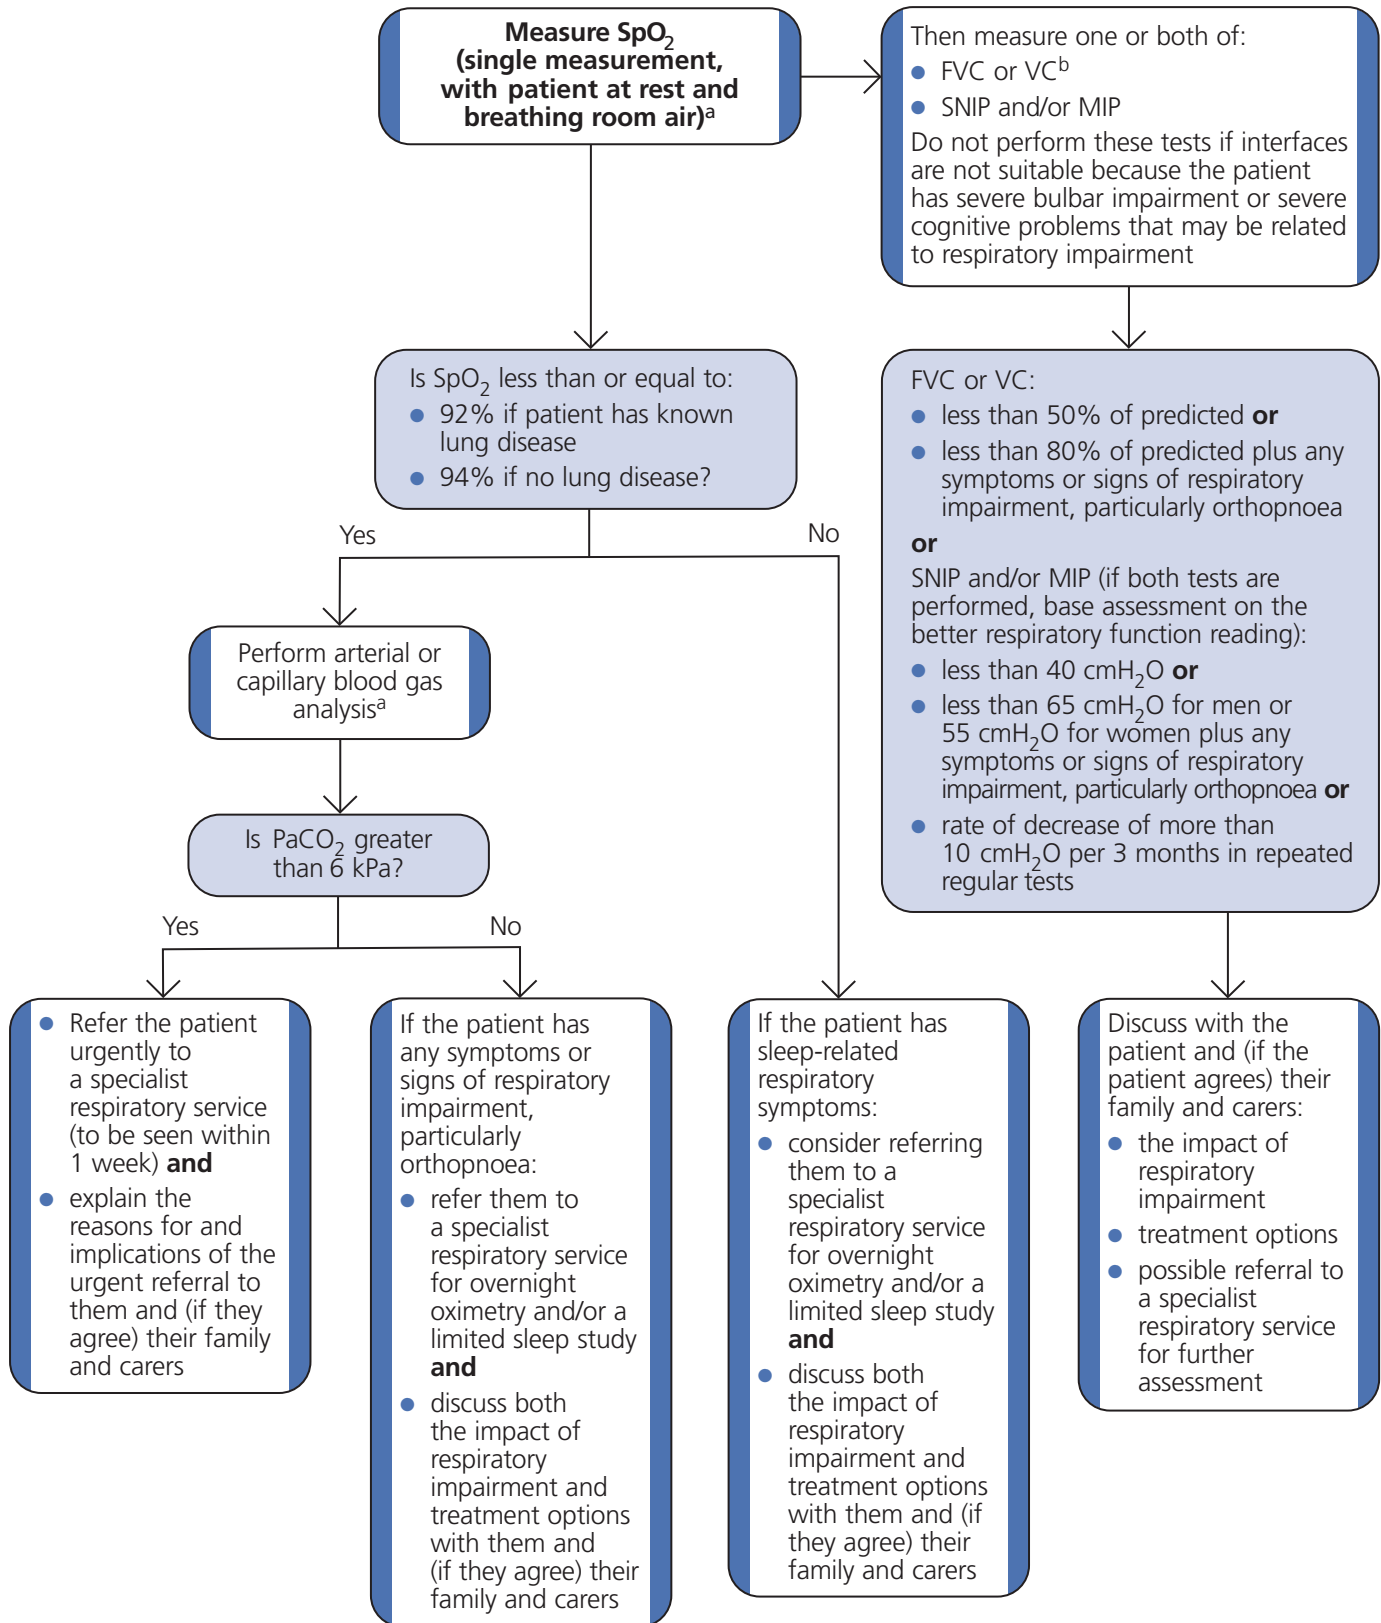 Measure SpO2
(single measurement,
with patient at rest and
breathing room air)a
Then measure one or both of:
● FVC or VCb
● SNIP and/or MIP
Do not perform these tests if interfaces
are not suitable because the patient
has severe bulbar impairment or severe
cognitive problems that may be related
to respiratory impairment
Is SpO2 less than or equal to:
● 92% if patient has known
lung disease
● 94% if no lung disease?
FVC or VC:
● less than 50% of predicted or
● less than 80% of predicted plus any
symptoms or signs of respiratory
impairment, particularly orthopnoea
or
SNIP and/or MIP (if both tests are
performed, base assessment on the
better respiratory function reading):
● less than 40 cmH2O or
● less than 65 cmH2O for men or
55 cmH2O for women plus any
symptoms or signs of respiratory
impairment, particularly orthopnoea or
● rate of decrease of more than
10 cmH2O per 3 months in repeated
regular tests
Yes
No
Perform arterial or
capillary blood gas
analysisa
Is PaCO2 greater
than 6 kPa?
Yes
No
● Refer the patient
urgently to
a specialist
respiratory service
(to be seen within
1 week) and
● explain the
reasons for and
implications of the
urgent referral to
them and (if they
agree) their family
and carers
If the patient has
any symptoms or
signs of respiratory
impairment,
particularly
orthopnoea:
● refer them to
a specialist
respiratory service
for overnight
oximetry and/or a
limited sleep study
and
● discuss both
the impact of
respiratory
impairment and
treatment options
with them and
(if they agree) their
family and carers
If the patient has
sleep-related
respiratory
symptoms:
● consider referring
them to a
specialist
respiratory service
for overnight
oximetry and/or a
limited sleep study
and
● discuss both
the impact of
respiratory
impairment and
treatment options
with them and (if
they agree) their
family and carers
Discuss with the
patient and (if the
patient agrees) their
family and carers:
● the impact of
respiratory
impairment
● treatment options
● possible referral to
a specialist
respiratory service
for further
assessment